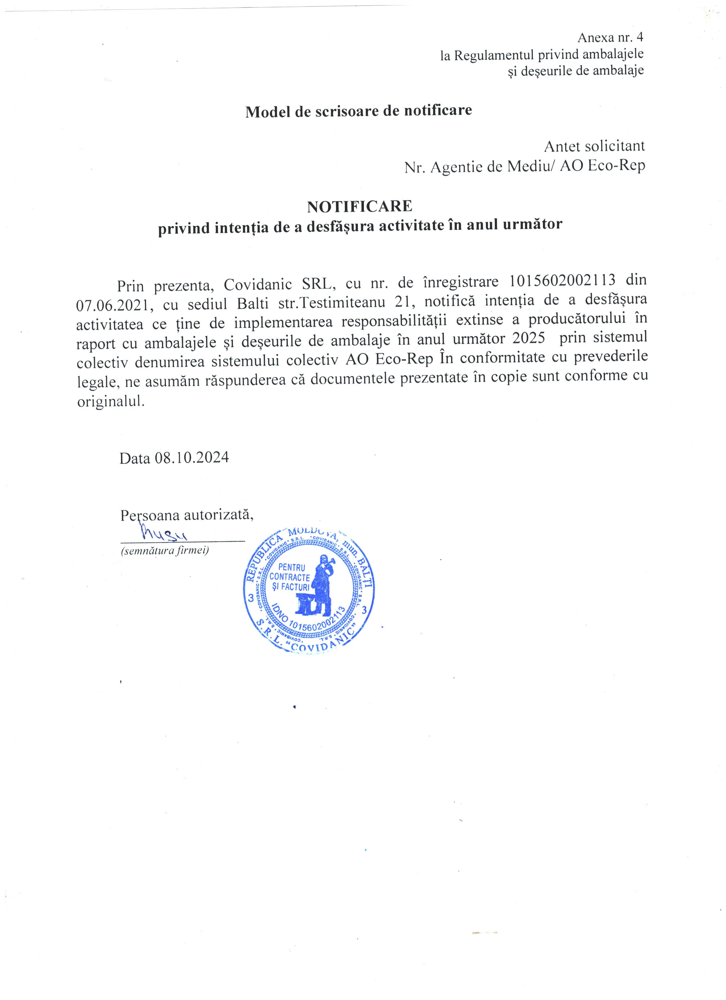 Anexa nr. 4
la Regulamentul privind ambalajele
și deșeurile de ambalaje
Model de scrisoare de notificare
Antet solicitant
Nr. Agentie de Mediu/ AO Eco-Rep
NOTIFICARE
privind intenția de a desfășura activitate în anul următor
Prin prezenta, Covidanic SRL, cu nr. de înregistrare 1015602002113 din
07.06.2021, cu sediul Balti str.Testimiteanu 21, notifică intenția de a desfășura
activitatea ce ține de implementarea responsabilității extinse a producătorului în
raport cu ambalajele și deșeurile de ambalaje în anul următor 2025 prin sistemul
colectiv denumirea sistemului colectiv AO Eco-Rep În conformitate cu prevederile
legale, ne asumăm răspunderea că documentele prezentate în copie sunt conforme cu
originalul.
Data 08.10.2024
Persoana autorizată,
(semnătura firmei)
REPUBLICA MOLDOVA, mun. BĂLȚI
COVIDANIC S.R.L. COVIDANIC S.R.L. COVIDANIC S.R.L. COVIDANIC S.R.L. COVIDANIC S.R.L. COVIDANIC S.R.L.
PENTRU
CONTRACTE
ȘI FACTURI
3
3
IDNO 1015602002113
S.R.L. “COVIDANIC”